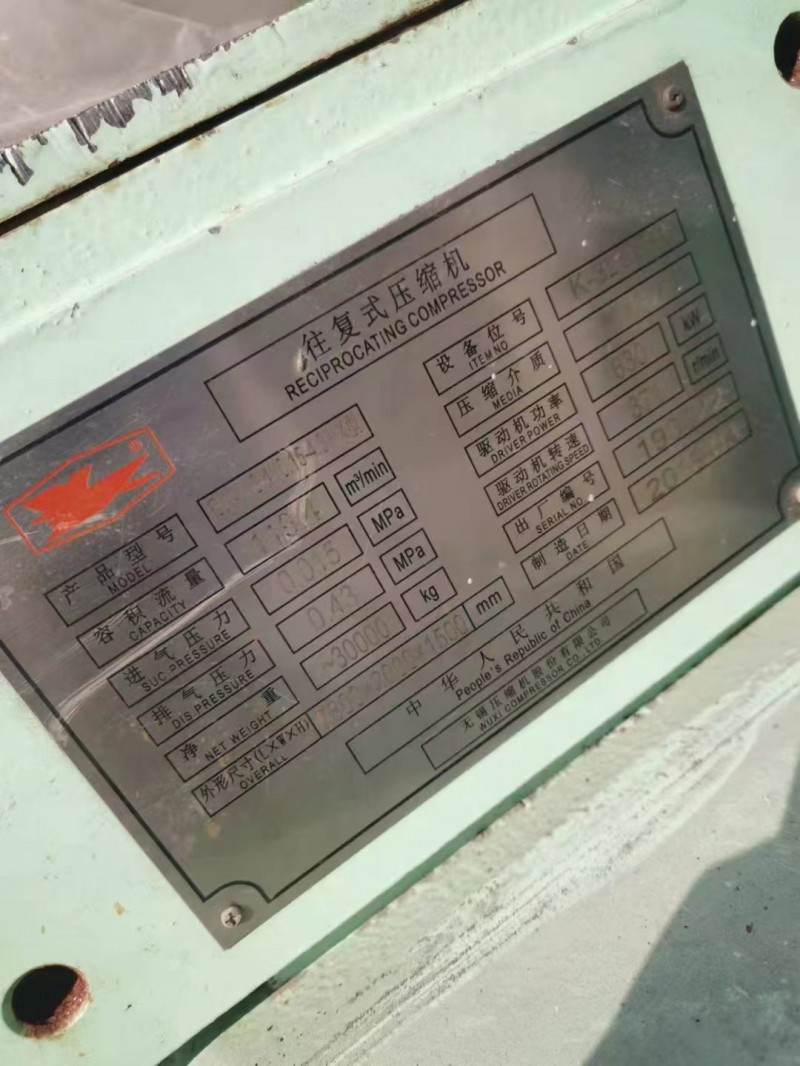 往复式压缩机
RECIPROCATING COMPRESSOR
产品型号
MODEL
容积流量 m³/min
CAPACITY
进气压力 0.015 MPa
SUC.PRESSURE
排气压力 0.43 MPa
DIS.PRESSURE
净重 ~30000 kg
NET WEIGHT
外形尺寸(L×W×H) mm
OVERALL
设备位号
ITEM NO
压缩介质
MEDIA
驱动机功率 630 kW
DRIVER POWER
驱动机转速 r/min
DRIVER ROTATING SPEED
出厂编号
SERIAL NO.
制造日期
DATE
中华人民共和国
People's Republic of China
无锡压缩机股份有限公司
WUXI COMPRESSOR CO.,LTD